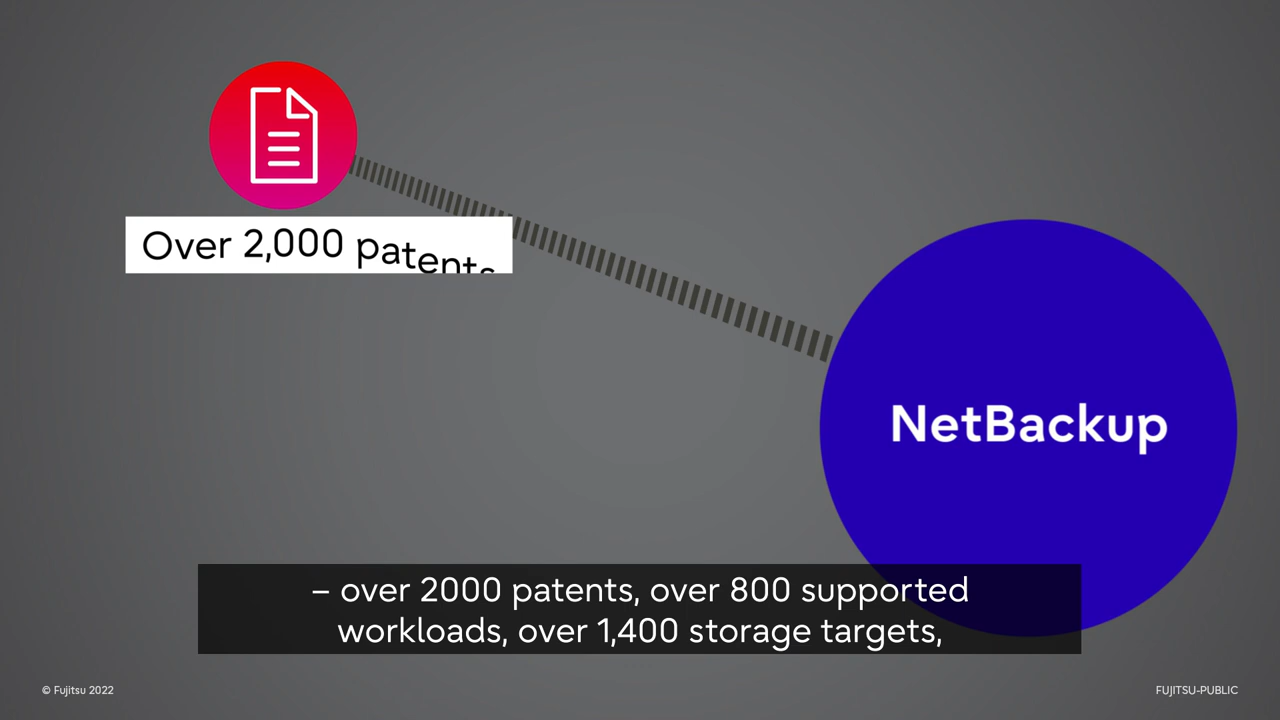 Over 2,000 patents
NetBackup
– over 2000 patents, over 800 supported
workloads, over 1,400 storage targets,
© Fujitsu 2022
FUJITSU-PUBLIC